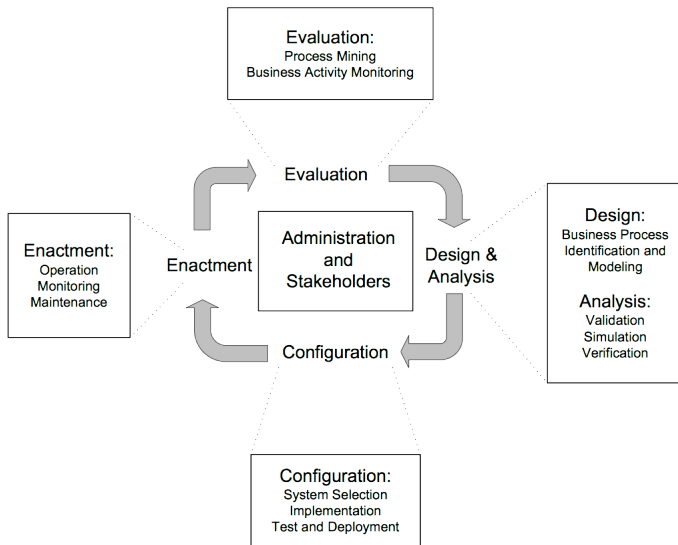 Evaluation:
Process Mining
Business Activity Monitoring
Evaluation
Enactment:
Operation
Monitoring
Maintenance
Enactment
Administration
and
Stakeholders
Design &
Analysis
Design:
Business Process
Identification and
Modeling
Analysis:
Validation
Simulation
Verification
Configuration
Configuration:
System Selection
Implementation
Test and Deployment